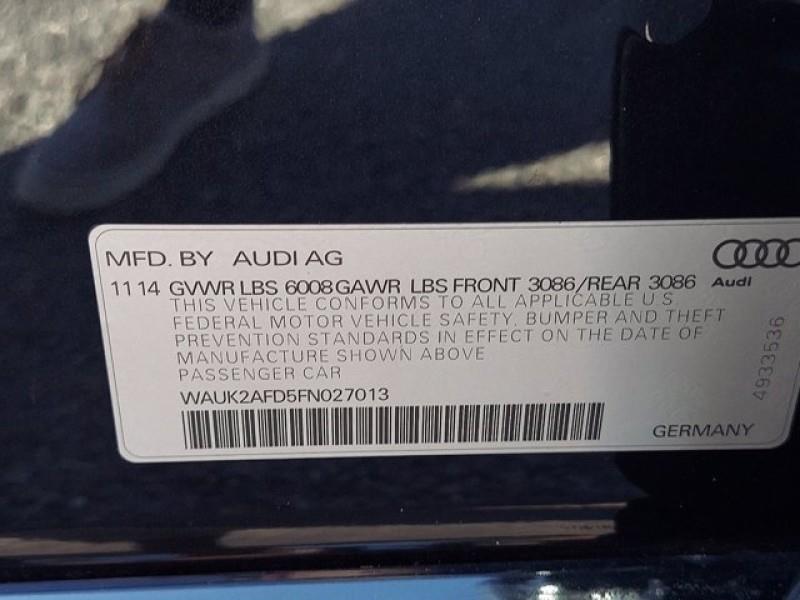 MFD. BY AUDI AG
Audi
11 14 GVWR LBS 6008 GAWR LBS FRONT 3086/REAR 3086
THIS VEHICLE CONFORMS TO ALL APPLICABLE U.S.
FEDERAL MOTOR VEHICLE SAFETY, BUMPER AND THEFT
PREVENTION STANDARDS IN EFFECT ON THE DATE OF
MANUFACTURE SHOWN ABOVE
PASSENGER CAR
WAUK2AFD5FN027013
GERMANY
4933536